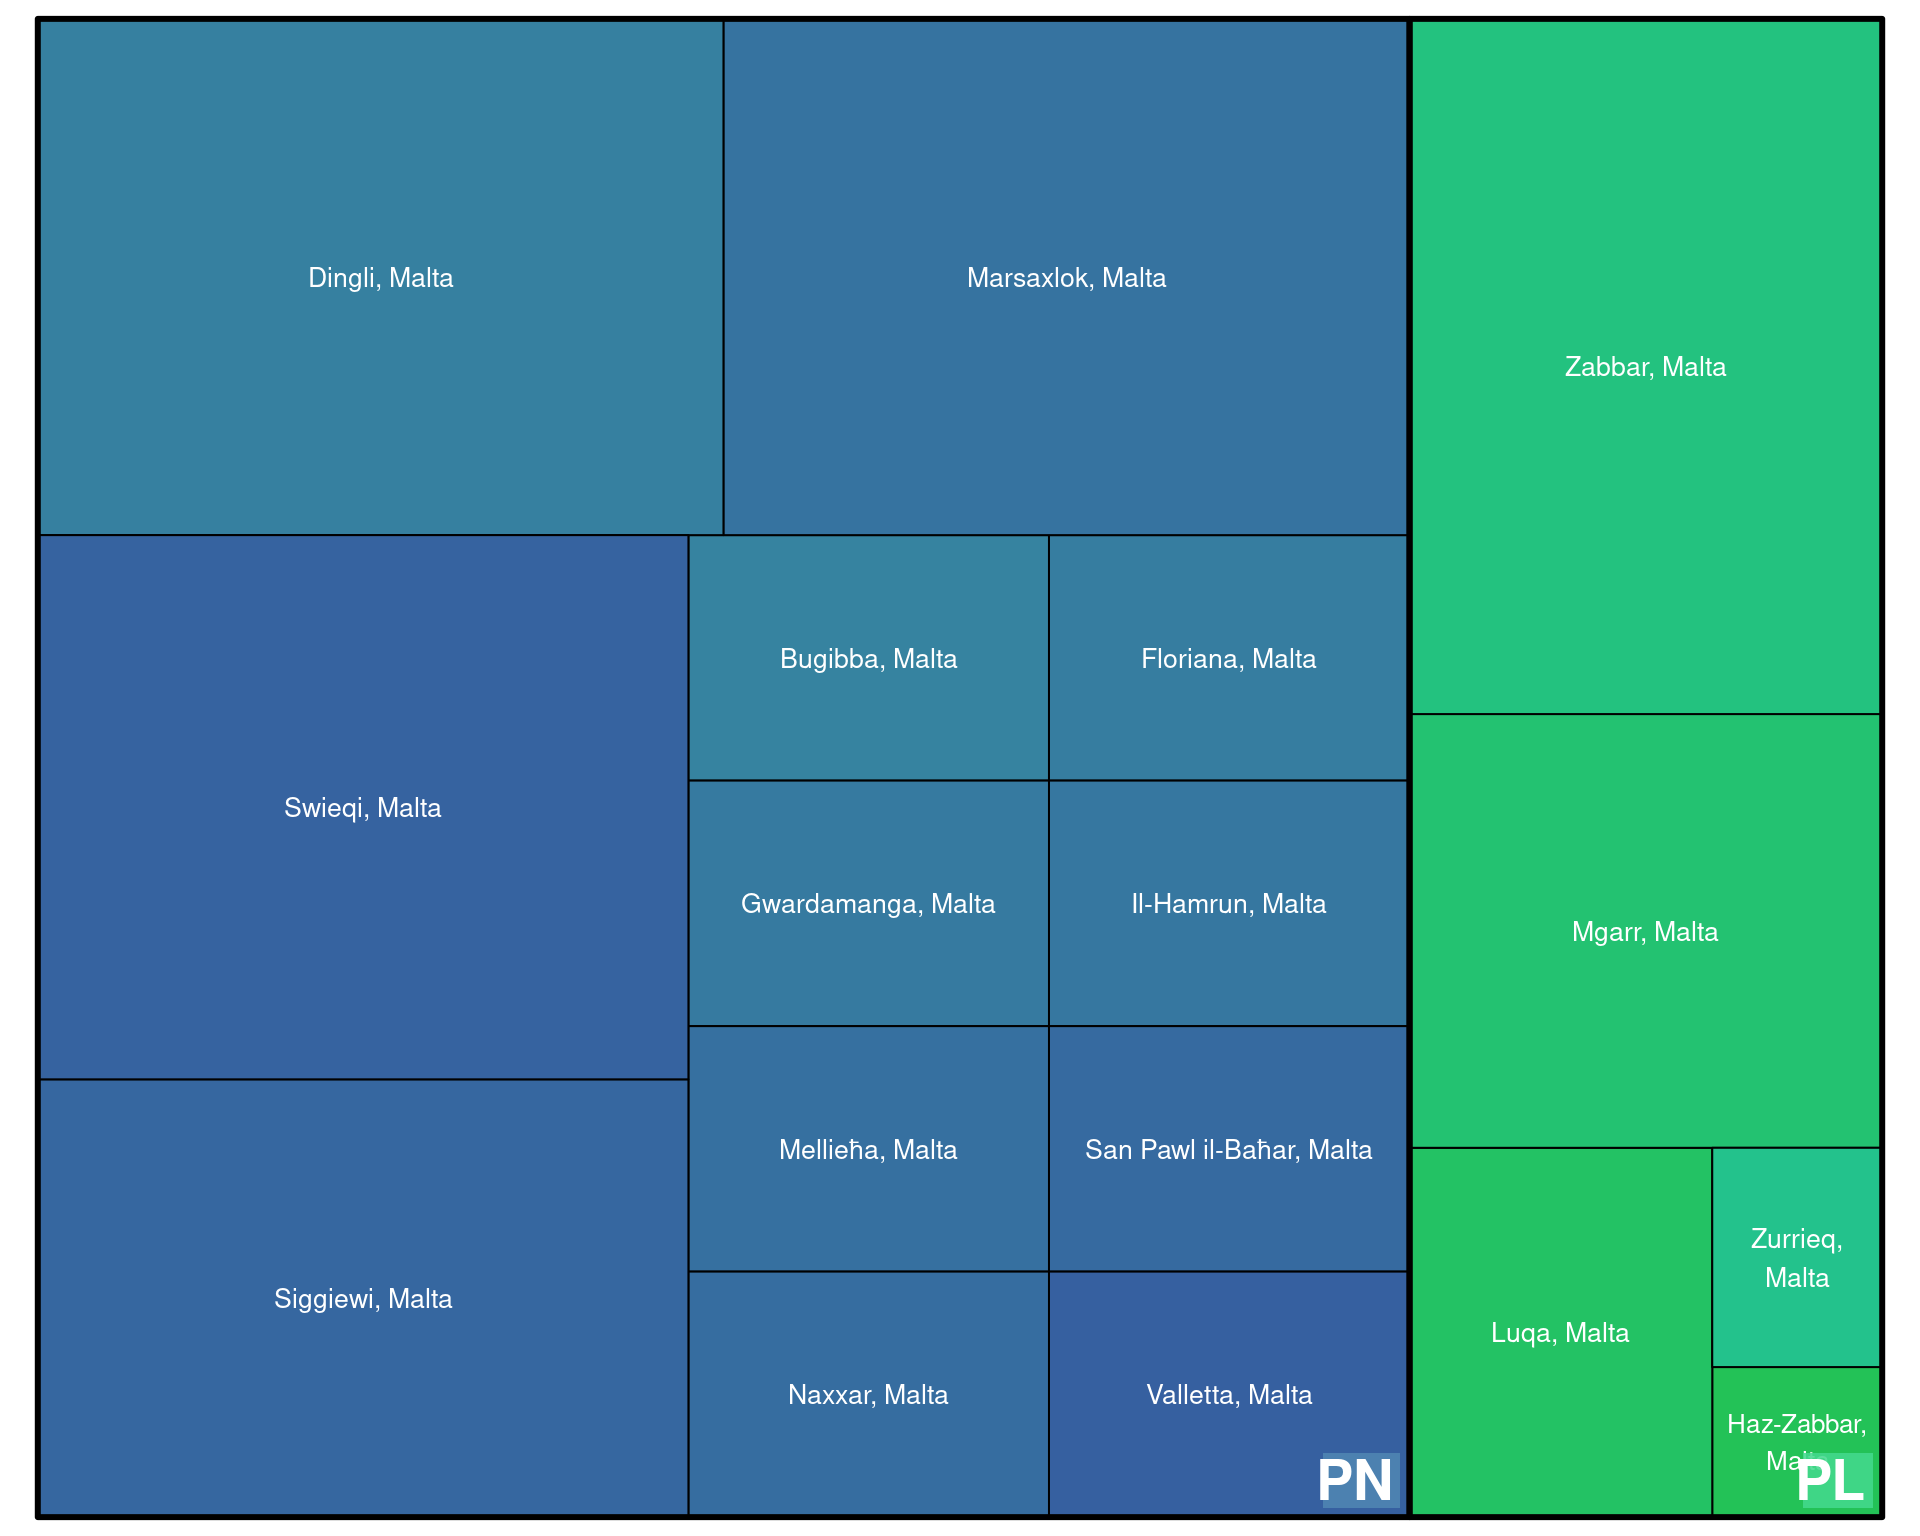 Dingli, Malta
Marsaxlok, Malta
Zabbar, Malta
Swieqi, Malta
Bugibba, Malta
Floriana, Malta
Gwardamanga, Malta
Il-Hamrun, Malta
Mgarr, Malta
Mellieħa, Malta
San Pawl il-Baħar, Malta
Siggiewi, Malta
Naxxar, Malta
Valletta, Malta
Luqa, Malta
Zurrieq,
Malta
Haz-Zabbar,
Malta
PN
PL